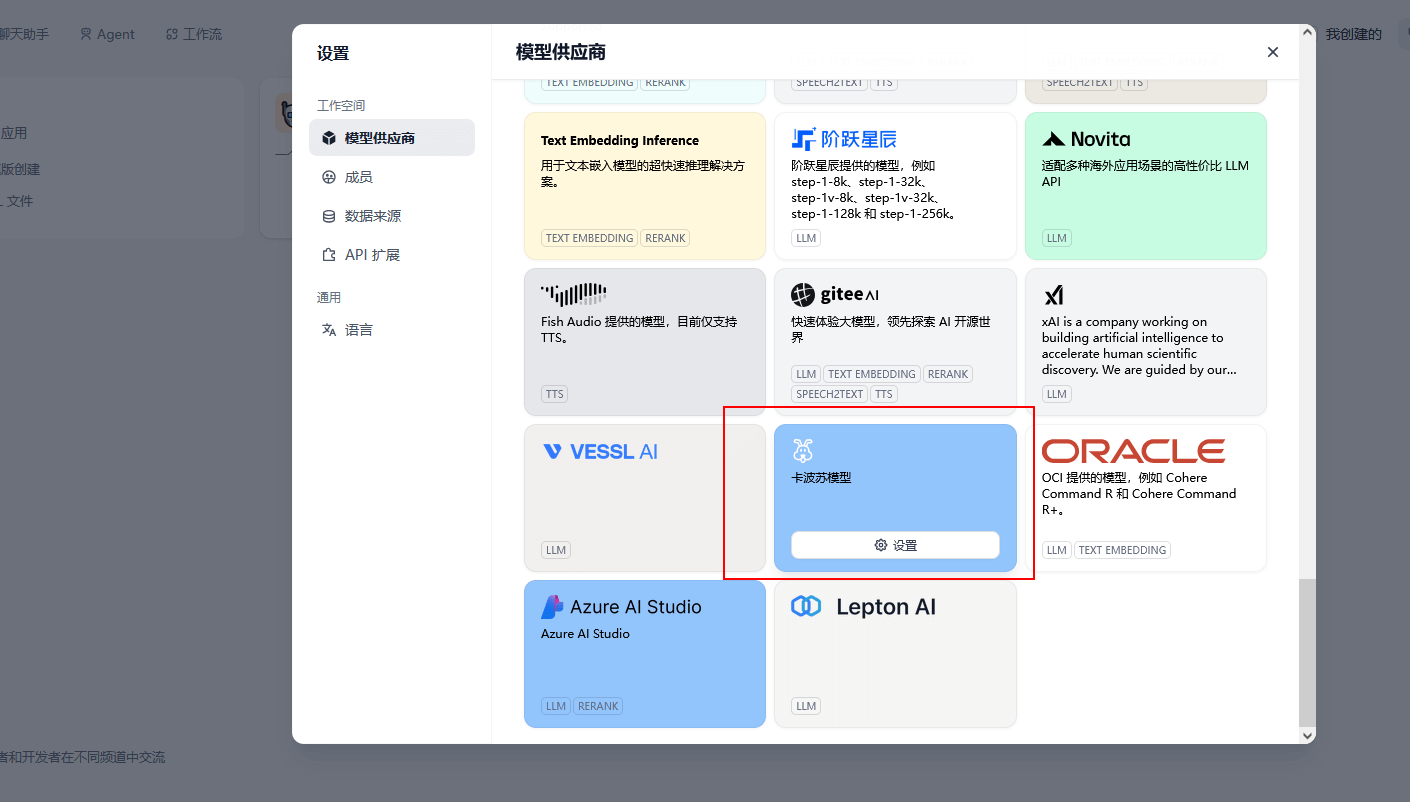 聊天助手
Agent
工作流
我创建的
应用
版创建
文件
一个
者和开发者在不同频道中交流
设置
工作空间
模型供应商
成员
数据来源
API 扩展
通用
语言
模型供应商
TEXT EMBEDDING RERANK
SPEECH2TEXT TTS
SPEECH2TEXT TTS
Text Embedding Inference
用于文本嵌入模型的超快速推理解决方
案。
TEXT EMBEDDING RERANK
阶跃星辰
阶跃星辰提供的模型，例如
step-1-8k、step-1-32k、
step-1v-8k、step-1v-32k、
step-1-128k 和 step-1-256k。
LLM
Novita
适配多种海外应用场景的高性价比 LLM
API
LLM
Fish Audio 提供的模型，目前仅支持
TTS。
TTS
gitee AI
快速体验大模型，领先探索 AI 开源世
界
LLM TEXT EMBEDDING RERANK
SPEECH2TEXT TTS
xAI
xAI is a company working on
building artificial intelligence to
accelerate human scientific
discovery. We are guided by our...
LLM
VESSL AI
LLM
卡波苏模型
设置
ORACLE
OCI 提供的模型，例如 Cohere
Command R 和 Cohere Command
R+。
LLM TEXT EMBEDDING
Azure AI Studio
Azure AI Studio
LLM RERANK
Lepton AI
LLM